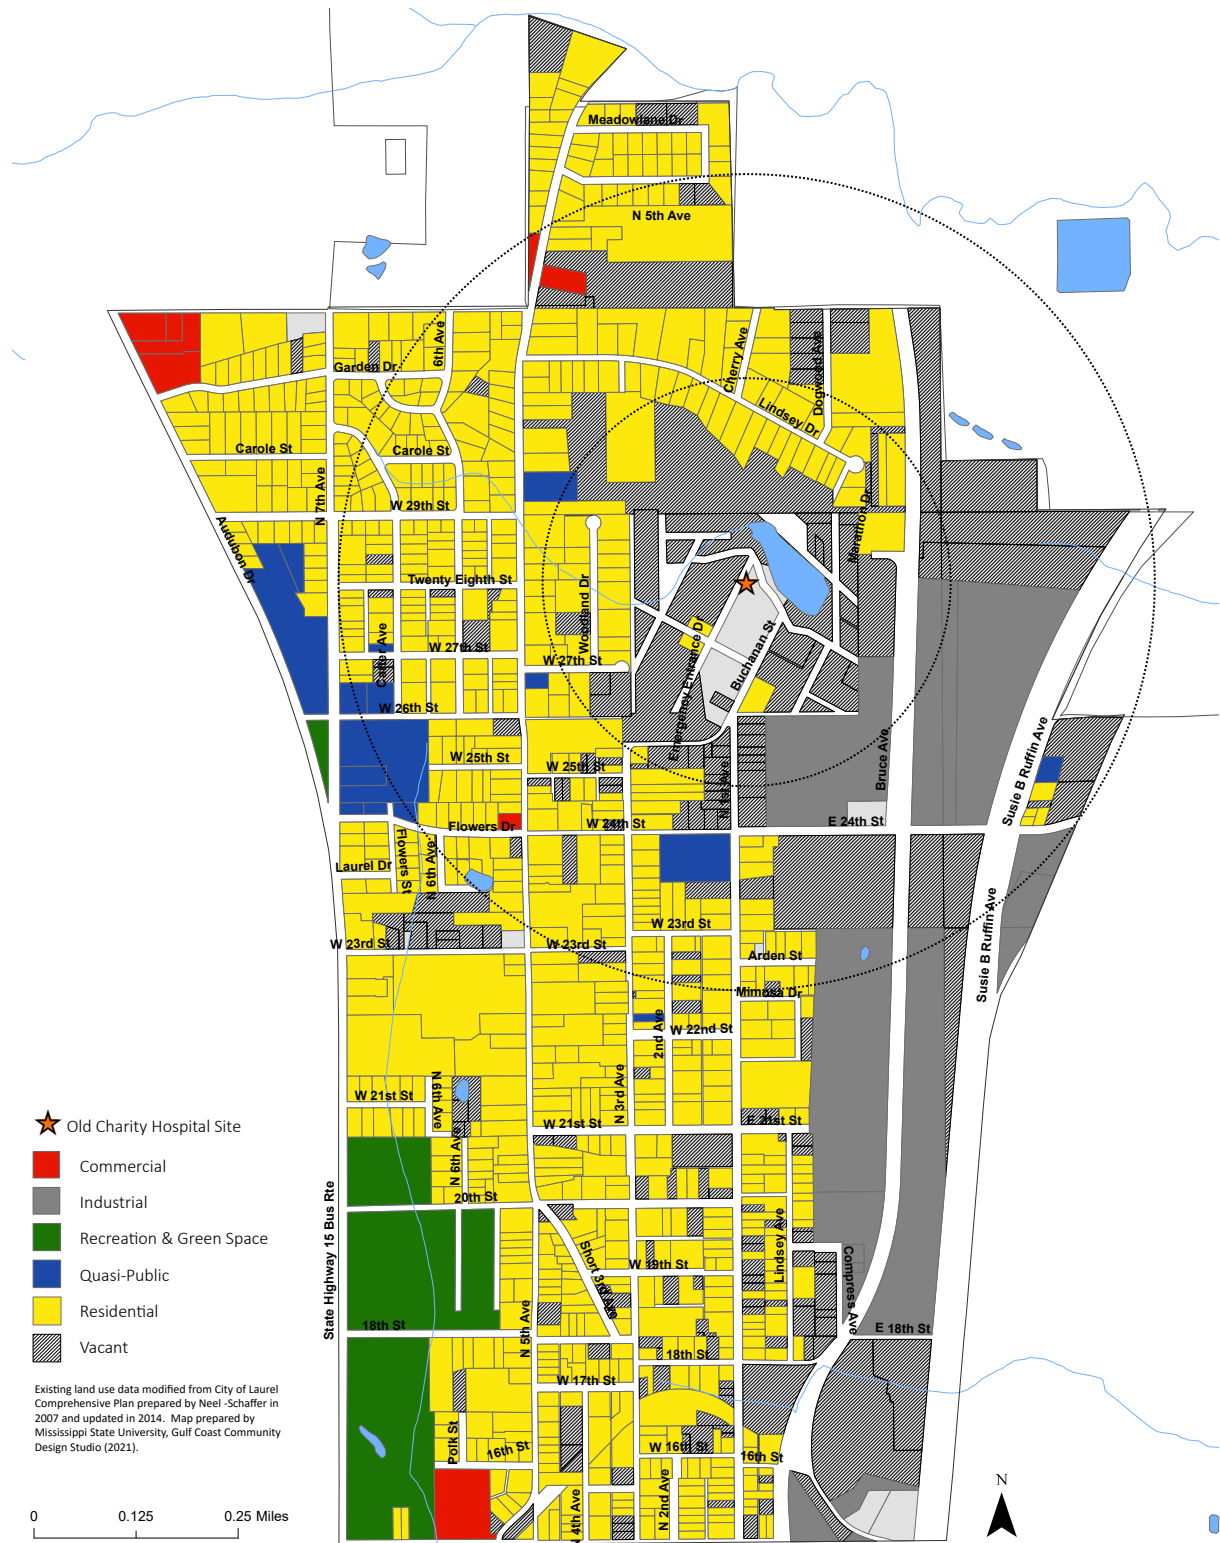 Meadowlane Dr
N 5th Ave
6th Ave
Cherry Ave
Dogwood Ave
Garden Dr
Lindsey Dr
Carole St
Carole St
N 7th Ave
W 29th St
Marathon Dr
Audubon Dr
Twenty Eighth St
Woodland Dr
Carter Ave
W 27th St
W 27th St
Emergency Entrance Dr
Buchanan St
W 26th St
W 25th St
W 25th St
N 1st Ave
Bruce Ave
Susie B Ruffin Ave
Flowers Dr
W 24th St
E 24th St
Laurel Dr
Flowers St
N 6th Ave
W 23rd St
W 23rd St
W 23rd St
Arden St
Susie B Ruffin Ave
Mimosa Dr
2nd Ave
W 22nd St
W 21st St
N 6th Ave
N 3rd Ave
W 21st St
E 21st St
N 6th Ave
20th St
State Highway 15 Bus Rte
Short 3rd Ave
W 19th St
Lindsey Ave
Compress Ave
18th St
N 5th Ave
E 18th St
18th St
W 17th St
Polk St
16th St
W 16th St
16th St
N 4th Ave
N 2nd Ave
Old Charity Hospital Site
Commercial
Industrial
Recreation & Green Space
Quasi-Public
Residential
Vacant
Existing land use data modified from City of Laurel
Comprehensive Plan prepared by Neel -Schaffer in
2007 and updated in 2014. Map prepared by
Mississippi State University, Gulf Coast Community
Design Studio (2021).
0 0.125 0.25 Miles
N